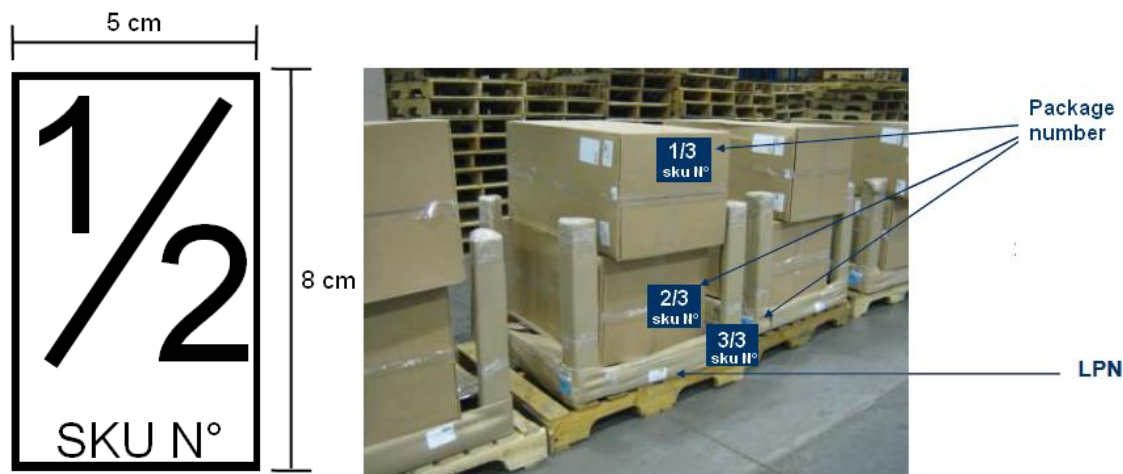 5 cm
1/2
SKU N°
8 cm
1/3
sku N°
2/3
sku N°
3/3
sku N°
Package
number
LPN